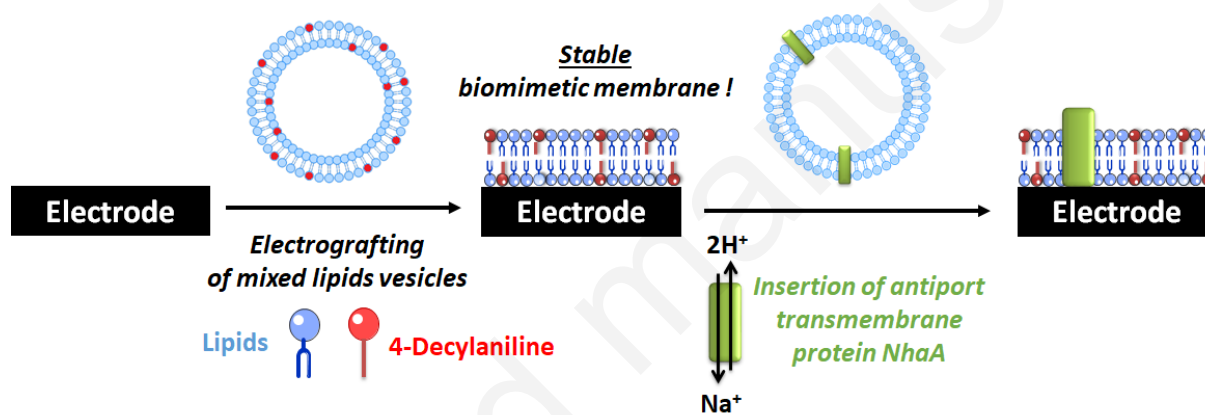 Stable
biomimetic membrane !
Electrode
Electrode
Electrode
Electrografting
of mixed lipids vesicles
Lipids
4-Decylaniline
2H⁺
Na⁺
Insertion of antiport
transmembrane
protein NhaA